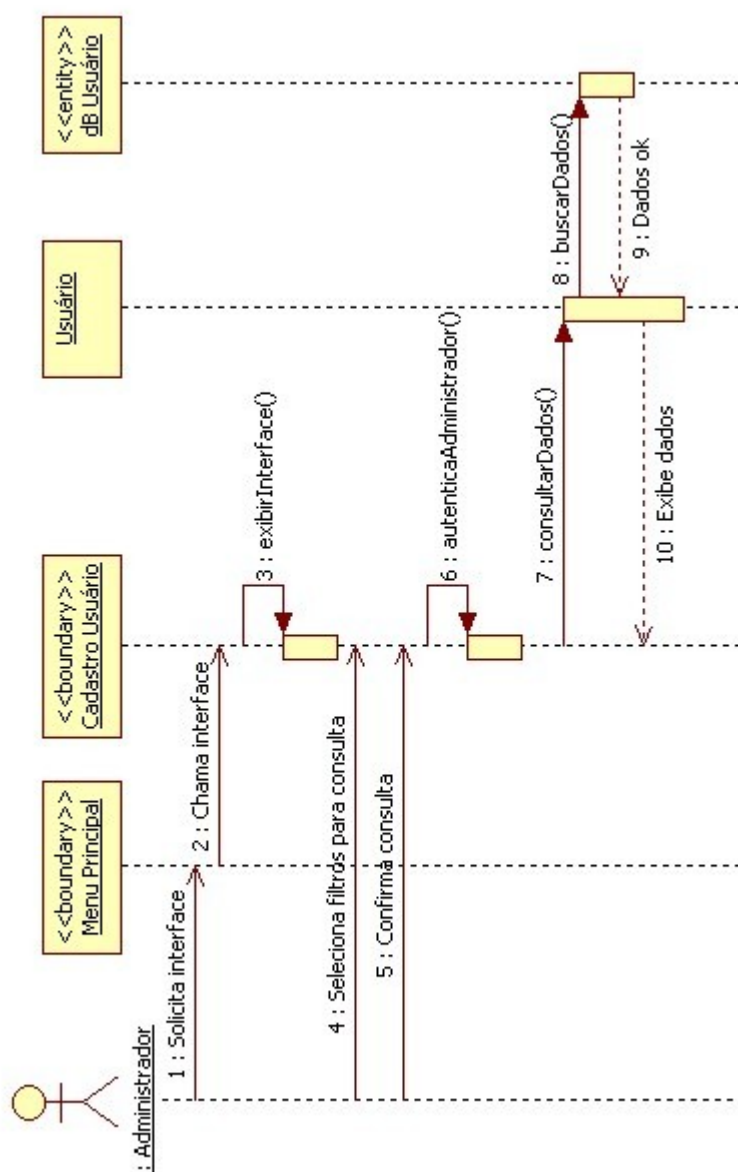 : Administrador
<<boundary>>
Menu Principal
<<boundary>>
Cadastro Usuário
Usuário
<<entity>>
dB Usuário
1 : Solicita interface
2 : Chama interface
3 : exibirInterface()
4 : Seleciona filtros para consulta
5 : Confirma consulta
6 : autenticaAdministrador()
7 : consultarDados()
8 : buscarDados()
9 : Dados ok
10 : Exibe dados